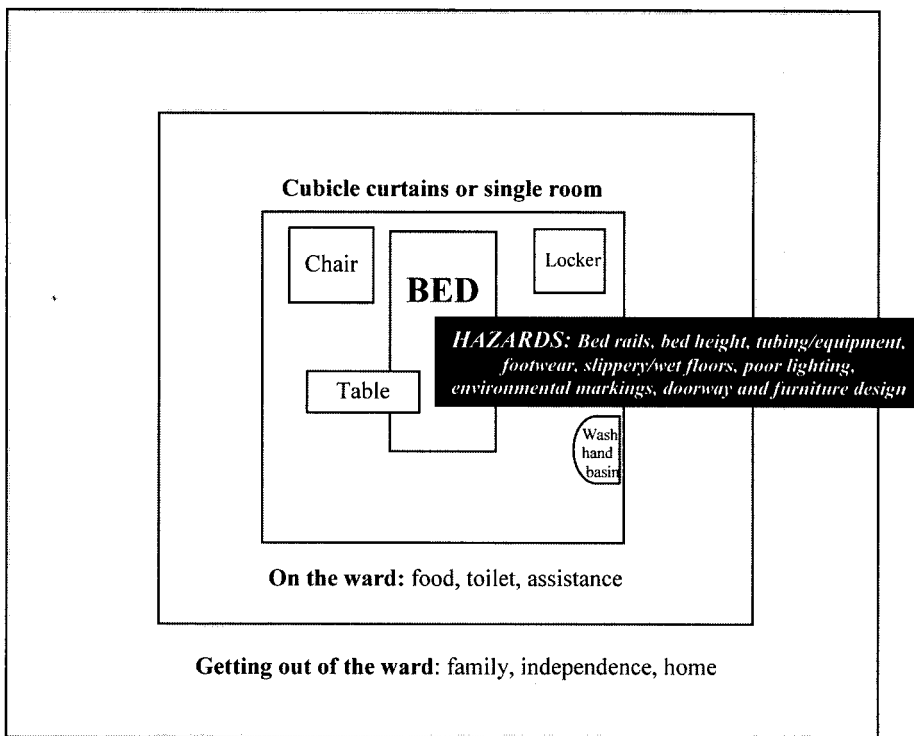 Cubicle curtains or single room
Chair
BED
Locker
HAZARDS: Bed rails, bed height, tubing/equipment,
footwear, slippery/wet floors, poor lighting,
environmental markings, doorway and furniture design
Table
Wash
hand
basin
On the ward: food, toilet, assistance
Getting out of the ward: family, independence, home